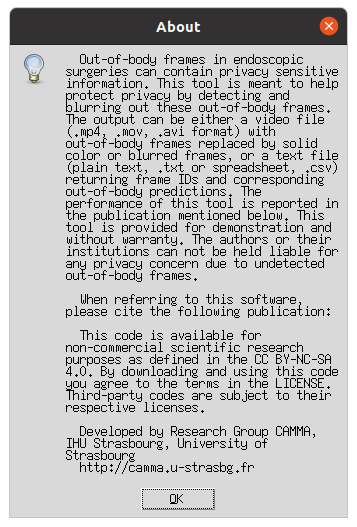 About
Out-of-body frames in endoscopic
surgeries can contain privacy sensitive
information. This tool is meant to help
protect privacy by detecting and
blurring out these out-of-body frames.
The output can be either a video file
(.mp4, .mov, .avi format) with
out-of-body frames replaced by solid
color or blurred frames, or a text file
(plain text, .txt or spreadsheet, .csv)
returning frame IDs and corresponding
out-of-body predictions. The
performance of this tool is reported in
the publication mentioned below. This
tool is provided for demonstration and
without warranty. The authors or their
institutions can not be held liable for
any privacy concern due to undetected
out-of-body frames.
When referring to this software,
please cite the following publication:
This code is available for
non-commercial scientific research
purposes as defined in the CC BY-NC-SA
4.0. By downloading and using this code
you agree to the terms in the LICENSE.
Third-party codes are subject to their
respective licenses.
Developed by Research Group CAMMA,
IHU Strasbourg, University of
Strasbourg
http://camma.u-strasbg.fr
OK